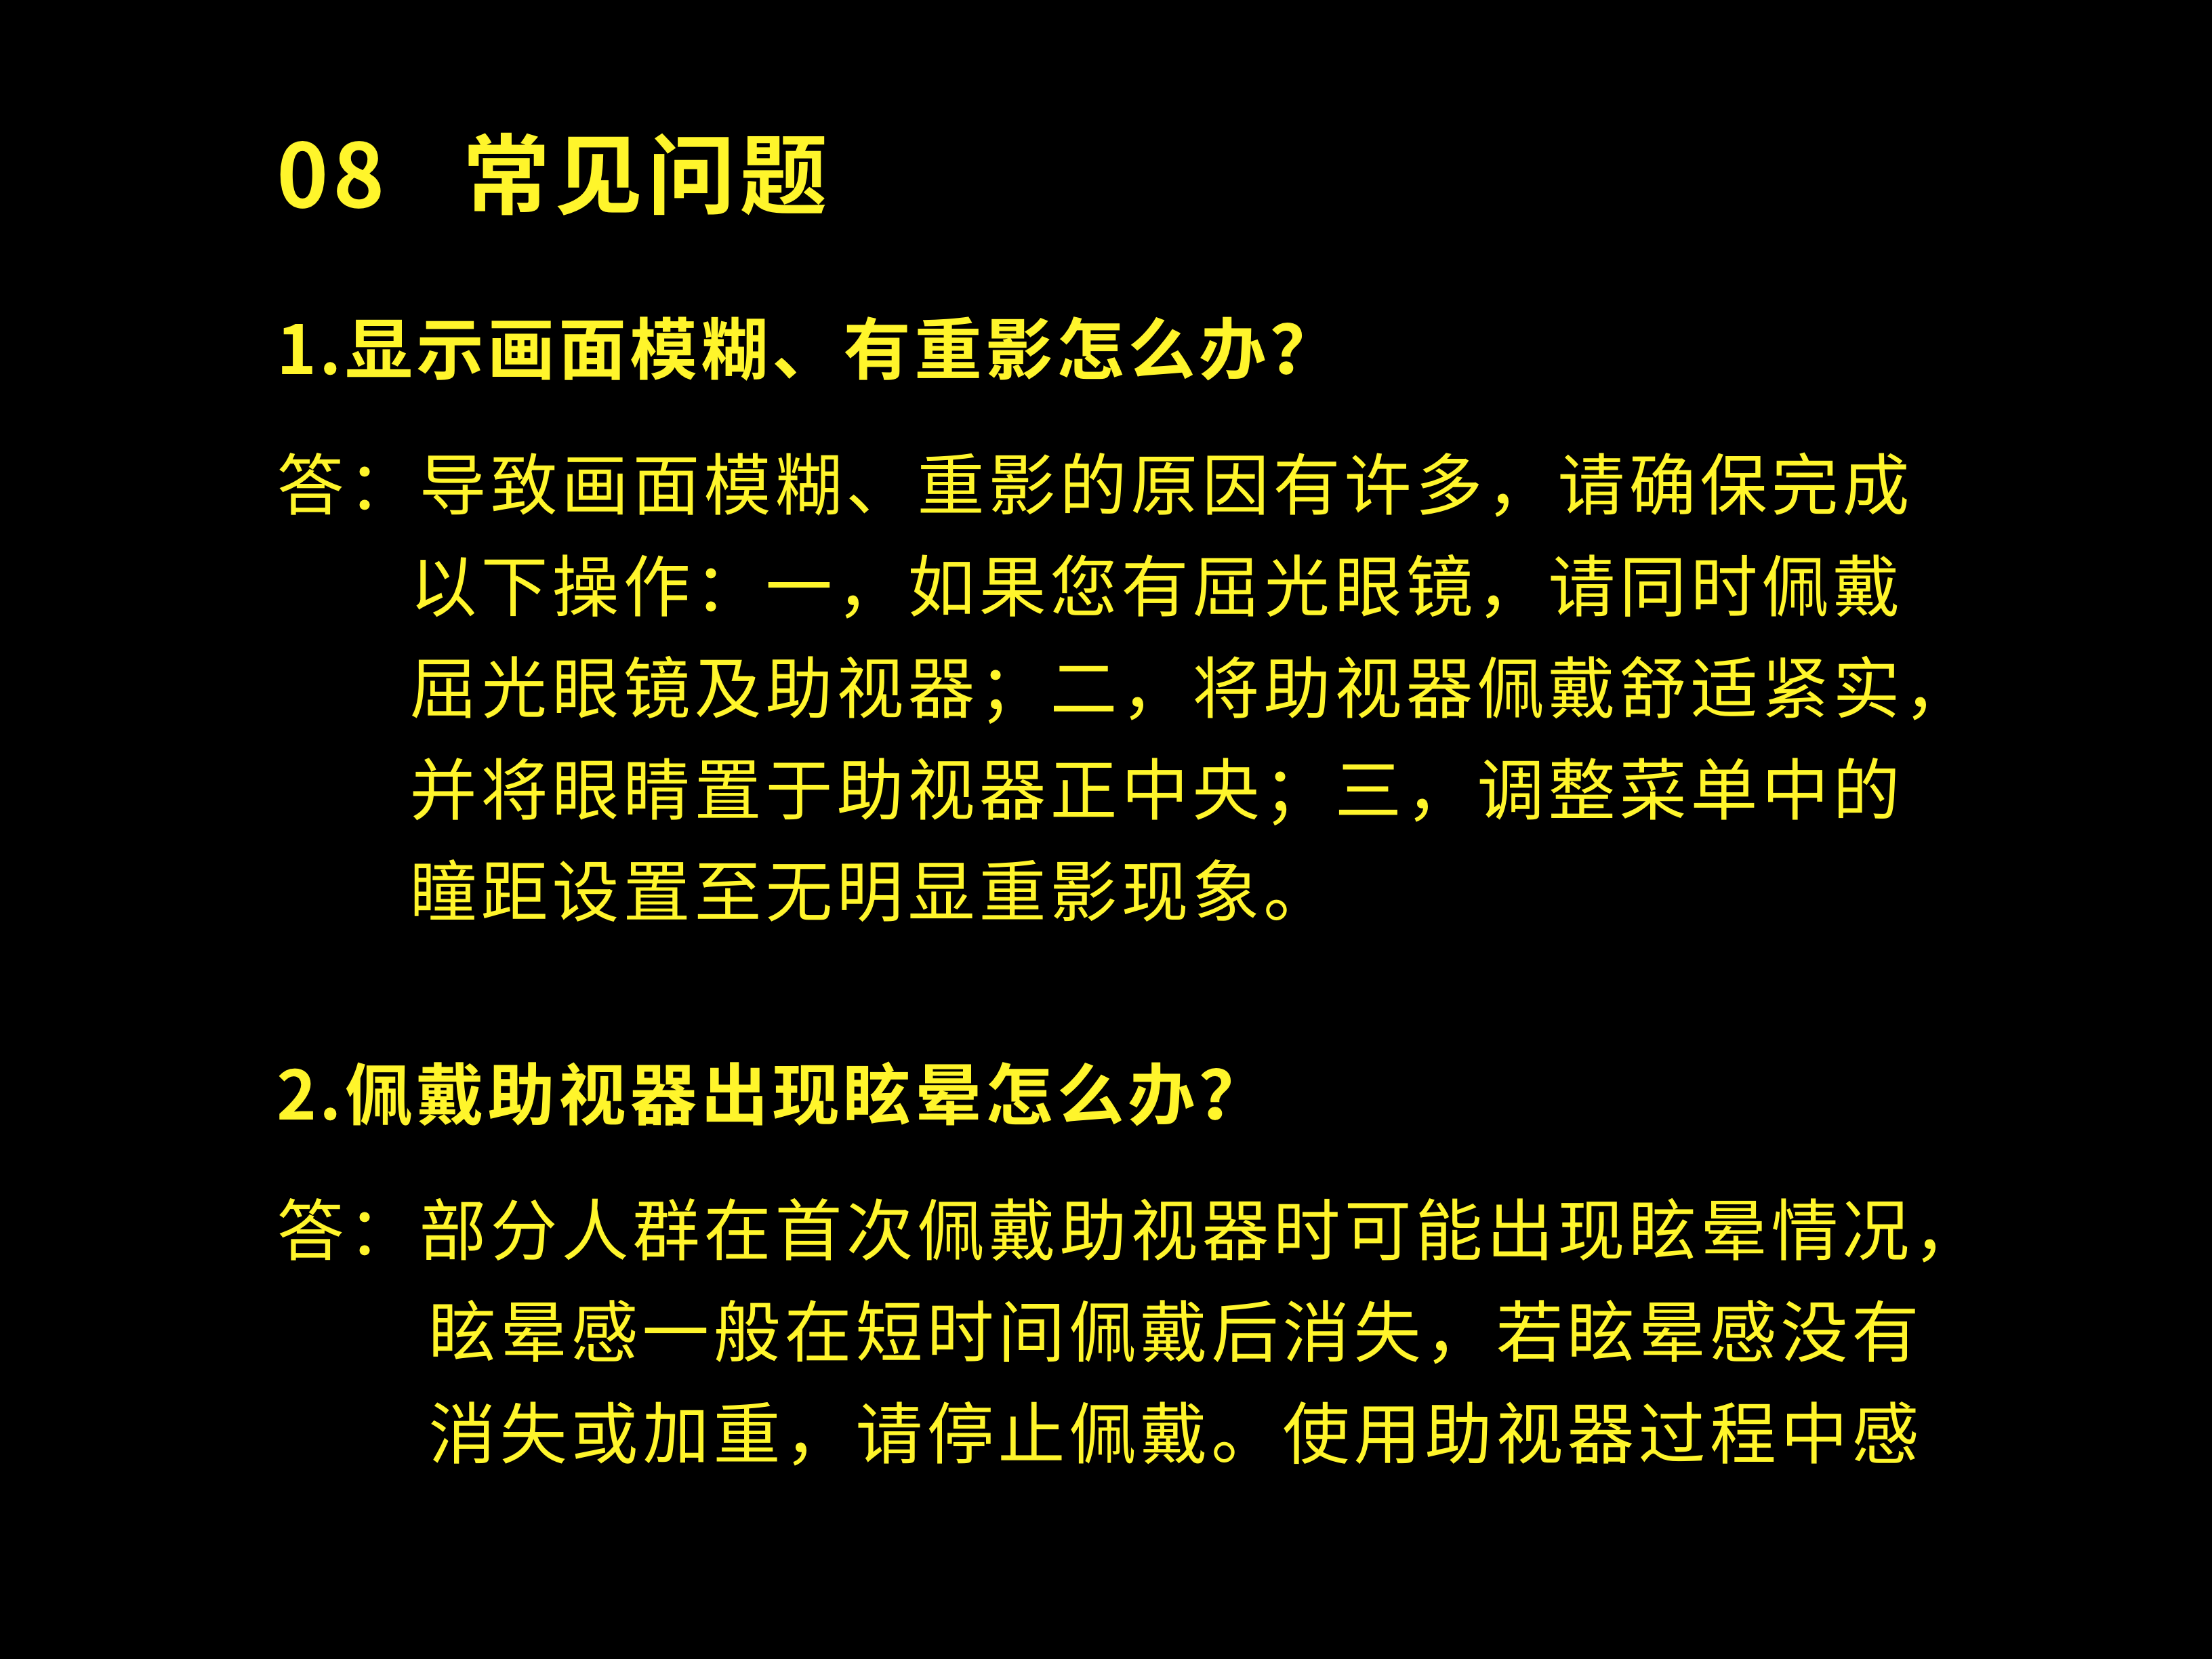 08 常见问题
1.显示画面模糊、有重影怎么办？
答：导致画面模糊、重影的原因有许多，请确保完成
以下操作：一，如果您有屈光眼镜，请同时佩戴
屈光眼镜及助视器；二，将助视器佩戴舒适紧实，
并将眼睛置于助视器正中央；三，调整菜单中的
瞳距设置至无明显重影现象。
2.佩戴助视器出现眩晕怎么办？
答：部分人群在首次佩戴助视器时可能出现眩晕情况，
眩晕感一般在短时间佩戴后消失，若眩晕感没有
消失或加重，请停止佩戴。使用助视器过程中感